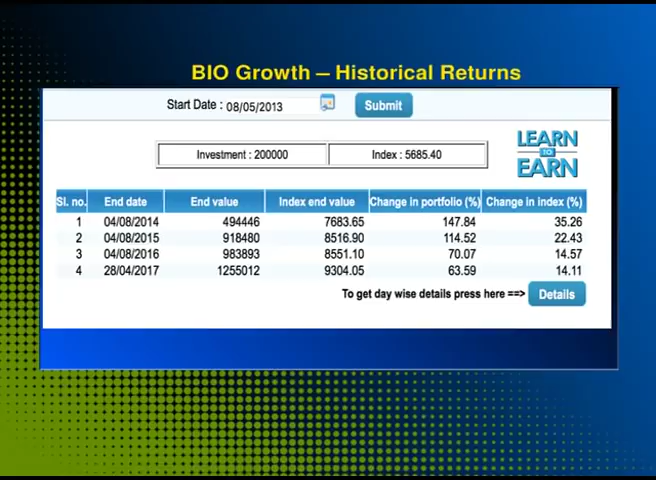 BIO Growth – Historical Returns
Start Date : 08/05/2013 Submit
Investment : 200000 Index : 5685.40
LEARN
TO
EARN
Sl. no. End date End value Index end value Change in portfolio (%) Change in index (%)
1 04/08/2014 494446 7683.65 147.84 35.26
2 04/08/2015 918480 8516.90 114.52 22.43
3 04/08/2016 983893 8551.10 70.07 14.57
4 28/04/2017 1255012 9304.05 63.59 14.11
To get day wise details press here ==> Details